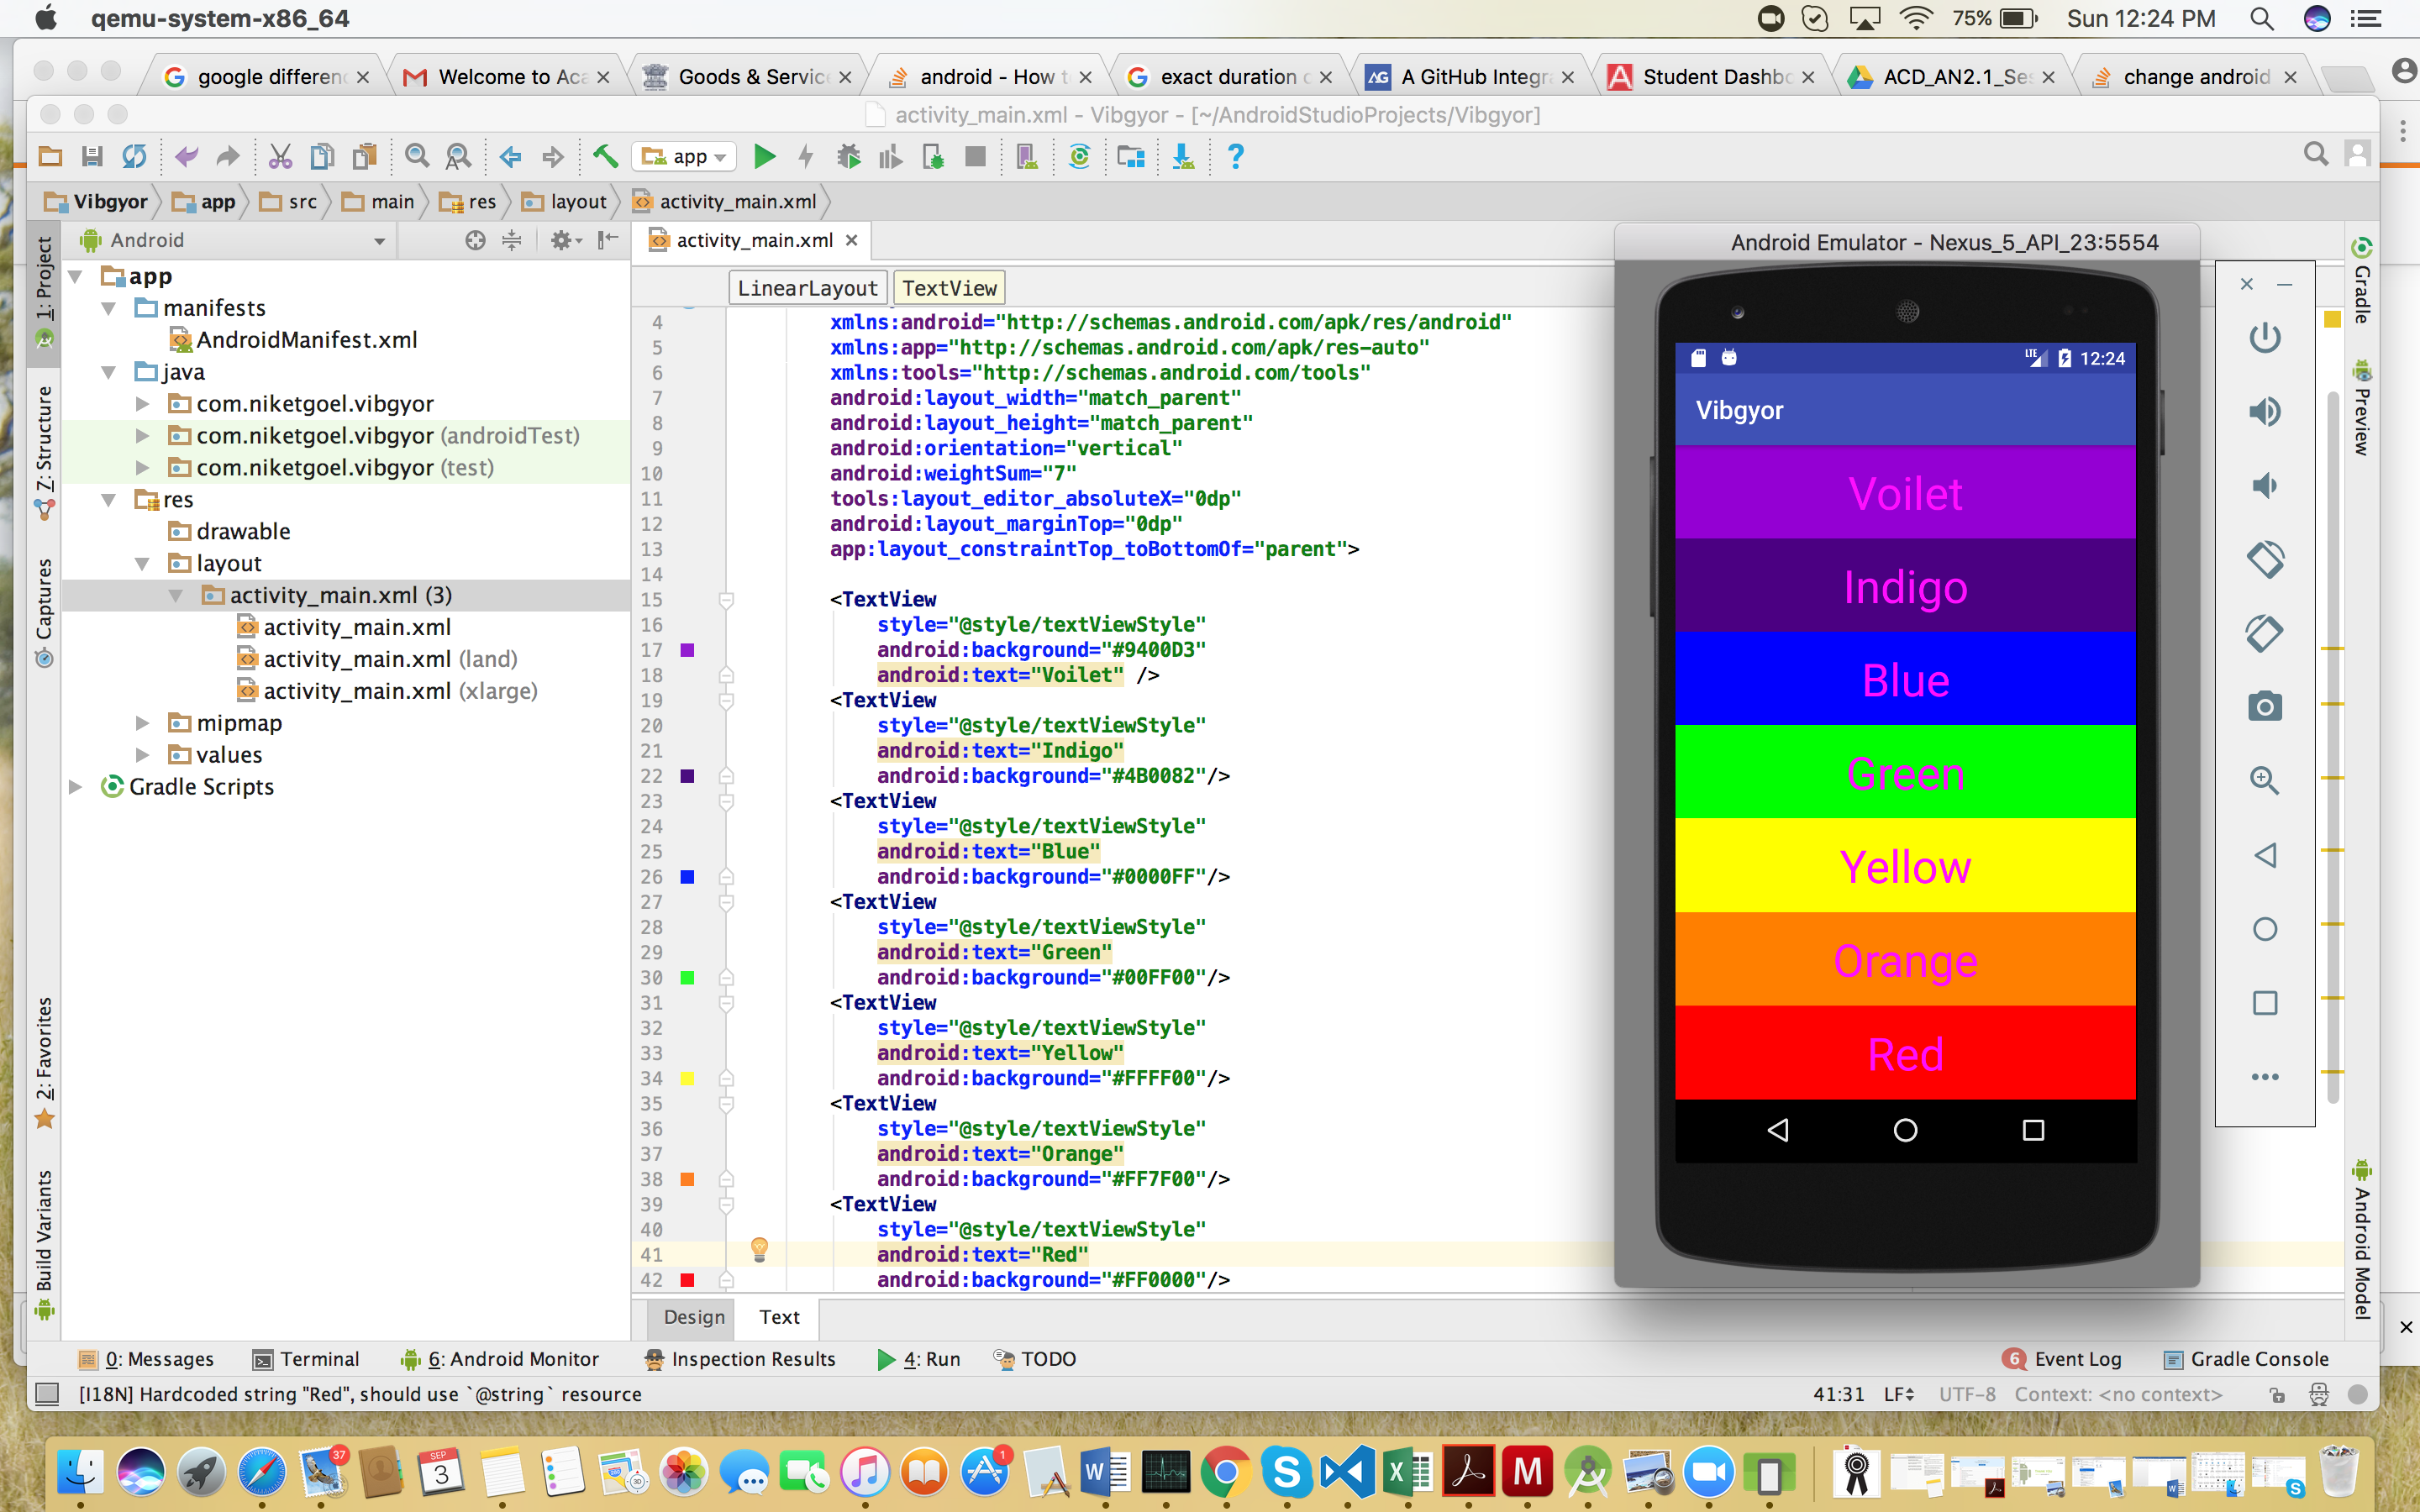 qemu-system-x86_64
75%
Sun 12:24 PM
google differen
Welcome to Aca
Goods & Service
android - How t
exact duration
A GitHub Integra
Student Dashbo
ACD_AN2.1_Ses
change android
activity_main.xml - Vibgyor - [~/AndroidStudioProjects/Vibgyor]
app
Vibgyor
app
src
main
res
layout
activity_main.xml
Android
activity_main.xml
Android Emulator - Nexus_5_API_23:5554
1: Project
7: Structure
Captures
2: Favorites
Build Variants
app
manifests
AndroidManifest.xml
java
com.niketgoel.vibgyor
com.niketgoel.vibgyor (androidTest)
com.niketgoel.vibgyor (test)
res
drawable
layout
activity_main.xml (3)
activity_main.xml
activity_main.xml (land)
activity_main.xml (xlarge)
mipmap
values
Gradle Scripts
LinearLayout
TextView
4 xmlns:android="http://schemas.android.com/apk/res/android"
5 xmlns:app="http://schemas.android.com/apk/res-auto"
6 xmlns:tools="http://schemas.android.com/tools"
7 android:layout_width="match_parent"
8 android:layout_height="match_parent"
9 android:orientation="vertical"
10 android:weightSum="7"
11 tools:layout_editor_absoluteX="0dp"
12 android:layout_marginTop="0dp"
13 app:layout_constraintTop_toBottomOf="parent">
14
15 <TextView
16 style="@style/textViewStyle"
17 android:background="#9400D3"
18 android:text="Voilet" />
19 <TextView
20 style="@style/textViewStyle"
21 android:text="Indigo"
22 android:background="#4B0082"/>
23 <TextView
24 style="@style/textViewStyle"
25 android:text="Blue"
26 android:background="#0000FF"/>
27 <TextView
28 style="@style/textViewStyle"
29 android:text="Green"
30 android:background="#00FF00"/>
31 <TextView
32 style="@style/textViewStyle"
33 android:text="Yellow"
34 android:background="#FFFF00"/>
35 <TextView
36 style="@style/textViewStyle"
37 android:text="Orange"
38 android:background="#FF7F00"/>
39 <TextView
40 style="@style/textViewStyle"
41 android:text="Red"
42 android:background="#FF0000"/>
LTE
12:24
Vibgyor
Voilet
Indigo
Blue
Green
Yellow
Orange
Red
Gradle
Preview
Android Model
Design
Text
0: Messages
Terminal
6: Android Monitor
Inspection Results
4: Run
TODO
6 Event Log
Gradle Console
[I18N] Hardcoded string "Red", should use `@string` resource
41:31
LF
UTF-8
Context: <no context>
37
SEP
3
1